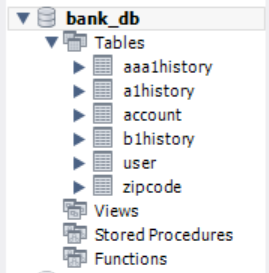 bank_db
Tables
aaa1history
a1history
account
b1history
user
zipcode
Views
Stored Procedures
Functions